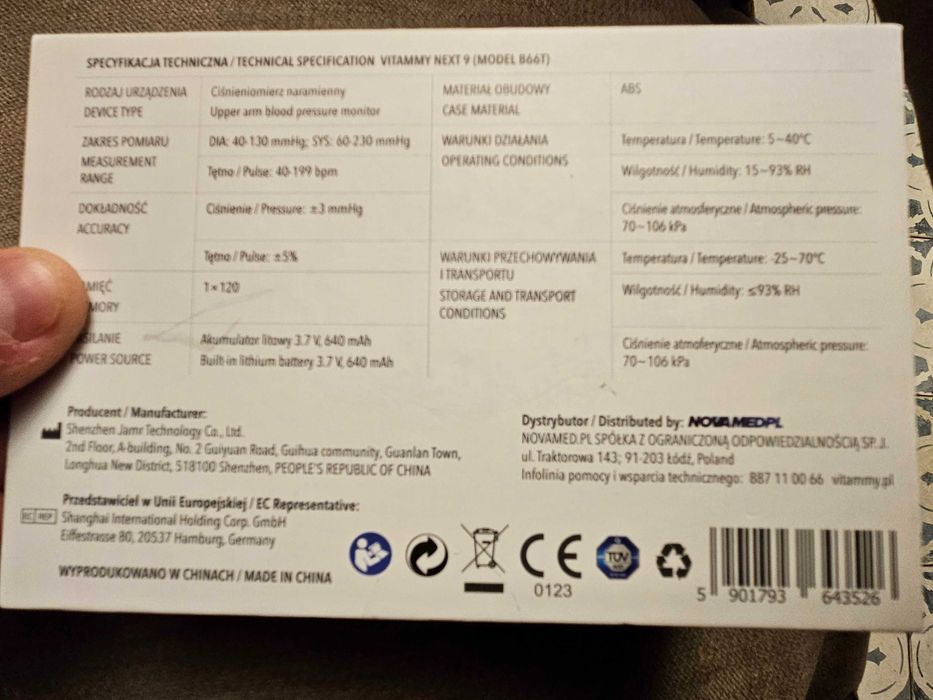 SPECYFIKACJA TECHNICZNA / TECHNICAL SPECIFICATION VITAMMY NEXT 9 (MODEL B66T)
RODZAJ URZĄDZENIA
DEVICE TYPE
Ciśnieniomierz naramienny
Upper arm blood pressure monitor
ZAKRES POMIARU
MEASUREMENT
RANGE
DIA: 40-130 mmHg; SYS: 60-230 mmHg
Tętno / Pulse: 40-199 bpm
DOKŁADNOŚĆ
ACCURACY
Ciśnienie / Pressure: ±3 mmHg
Tętno / Pulse: ±5%
MIĘĆ
MORY
1×120
SILANIE
POWER SOURCE
Akumulator litowy 3.7 V, 640 mAh
Built-in lithium battery 3.7 V, 640 mAh
MATERIAŁ OBUDOWY
CASE MATERIAL
ABS
WARUNKI DZIAŁANIA
OPERATING CONDITIONS
Temperatura / Temperature: 5~40°C
Wilgotność / Humidity: 15~93% RH
Ciśnienie atmosferyczne / Atmospheric pressure:
70~106 kPa
WARUNKI PRZECHOWYWANIA
I TRANSPORTU
STORAGE AND TRANSPORT
CONDITIONS
Temperatura / Temperature: -25~70°C
Wilgotność / Humidity: ≤93% RH
Ciśnienie atmoferyczne / Atmospheric pressure:
70~106 kPa
Producent / Manufacturer:
Shenzhen Jamr Technology Co., Ltd.
2nd Floor, A-building, No. 2 Guiyuan Road, Guihua community, Guanlan Town,
Longhua New District, 518100 Shenzhen, PEOPLE'S REPUBLIC OF CHINA
Przedstawiciel w Unii Europejskiej / EC Representative:
EC REP Shanghai International Holding Corp. GmbH
Eiffestrasse 80, 20537 Hamburg, Germany
WYPRODUKOWANO W CHINACH / MADE IN CHINA
Dystrybutor / Distributed by: NOVAMEDPL
NOVAMED.PL SPÓŁKA Z OGRANICZONĄ ODPOWIEDZIALNOŚCIĄ SP. J.
ul. Traktorowa 143; 91-203 Łódź, Poland
Infolinia pomocy i wsparcia technicznego: 887 11 00 66 vitammy.pl
CE
0123
TÜV
5 901793 643526